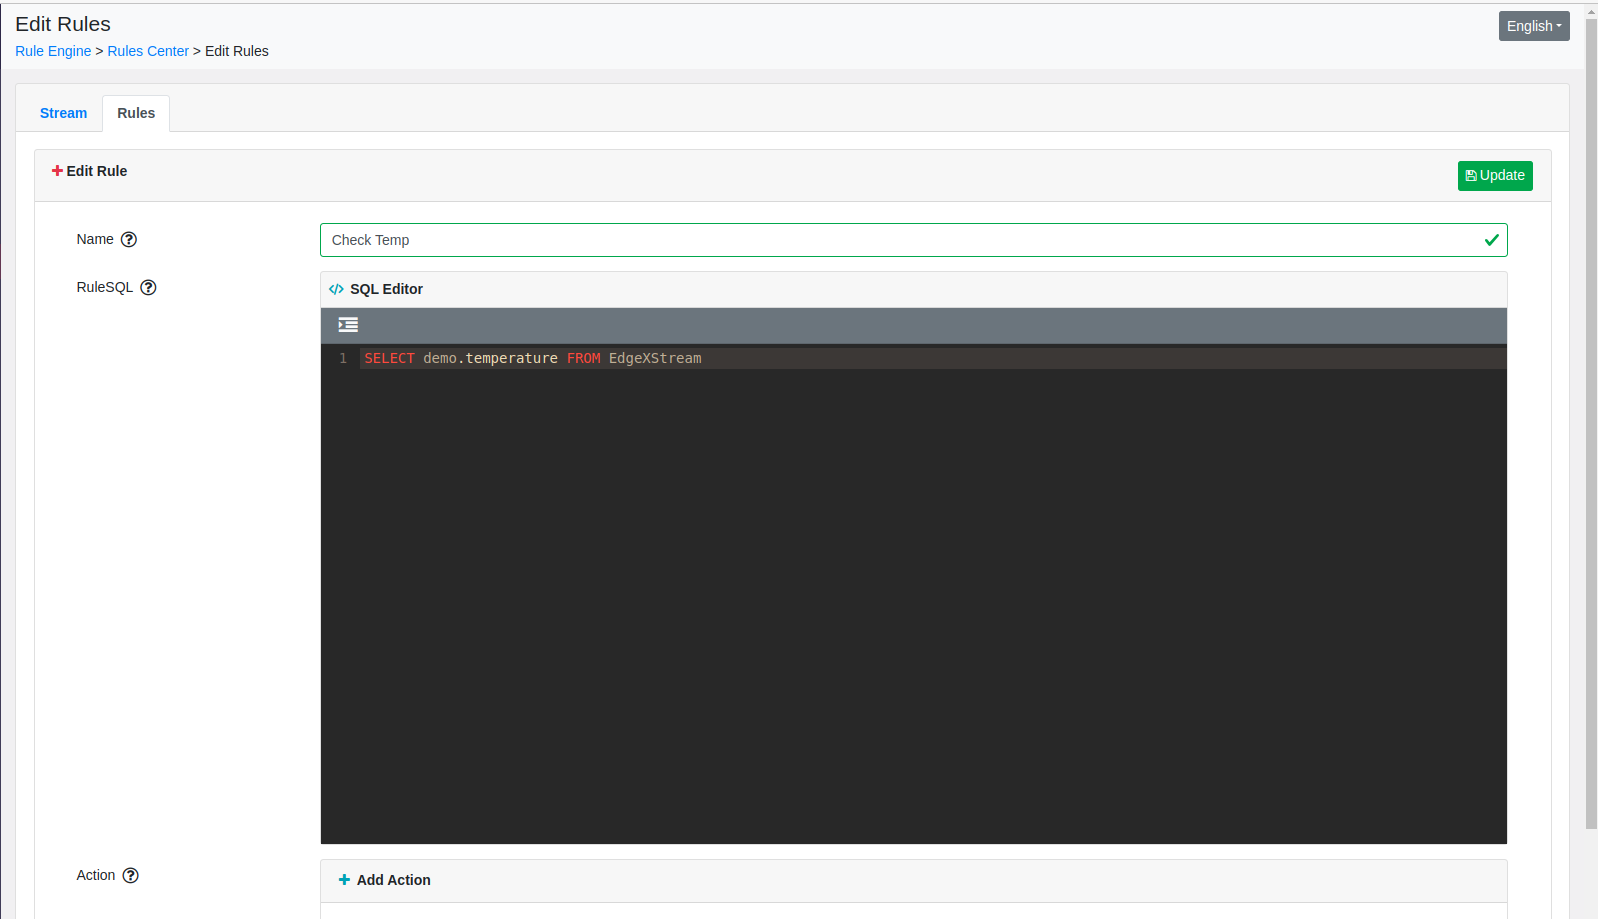 Edit Rules
English
Rule Engine > Rules Center > Edit Rules
Stream Rules
Edit Rule
Update
Name
Check Temp
RuleSQL
SQL Editor
1 SELECT demo.temperature FROM EdgeXStream
Action
Add Action